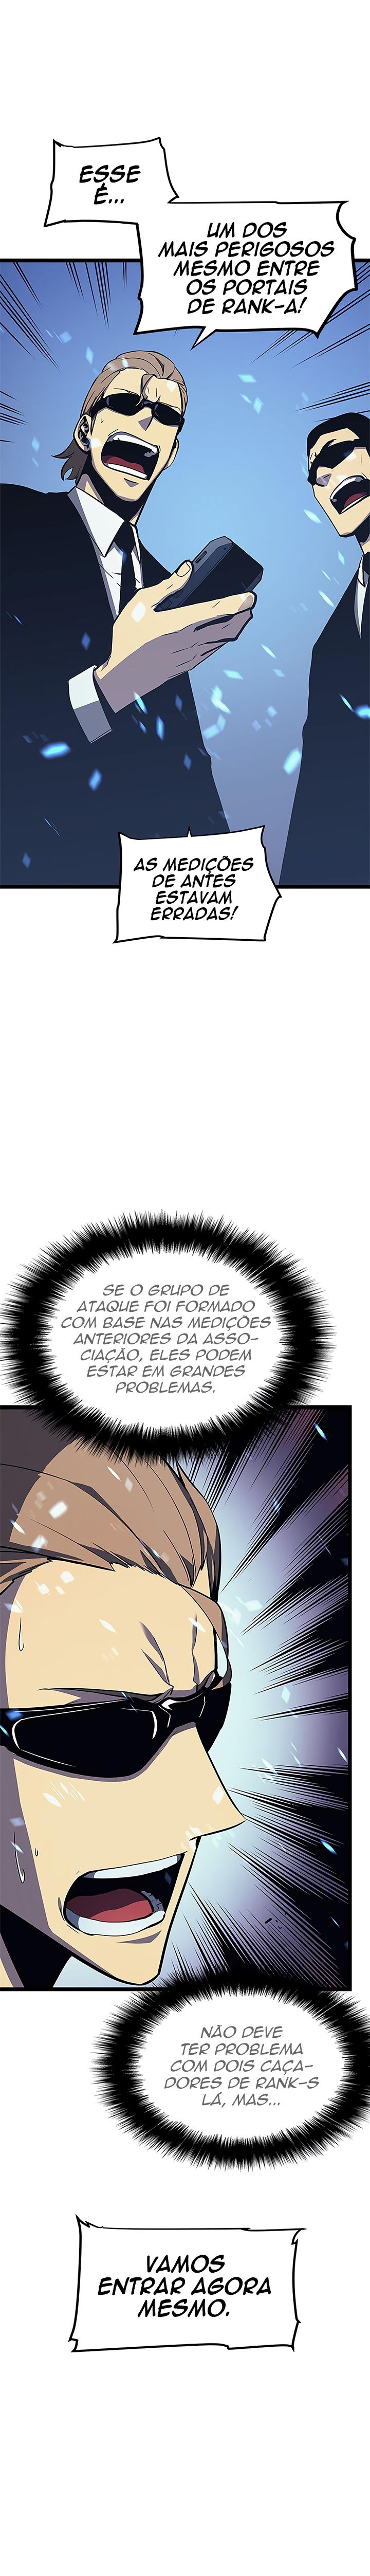 ESSE
É...
UM DOS
MAIS PERIGOSOS
MESMO ENTRE
OS PORTAIS
DE RANK-A!
AS MEDIÇÕES
DE ANTES
ESTAVAM
ERRADAS!
SE O GRUPO DE
ATAQUE FOI FORMADO
COM BASE NAS MEDIÇÕES
ANTERIORES DA ASSO-
CIAÇÃO, ELES PODEM
ESTAR EM GRANDES
PROBLEMAS.
NÃO DEVE
TER PROBLEMA
COM DOIS CAÇA-
DORES DE RANK-S
LÁ, MAS...
VAMOS
ENTRAR AGORA
MESMO.